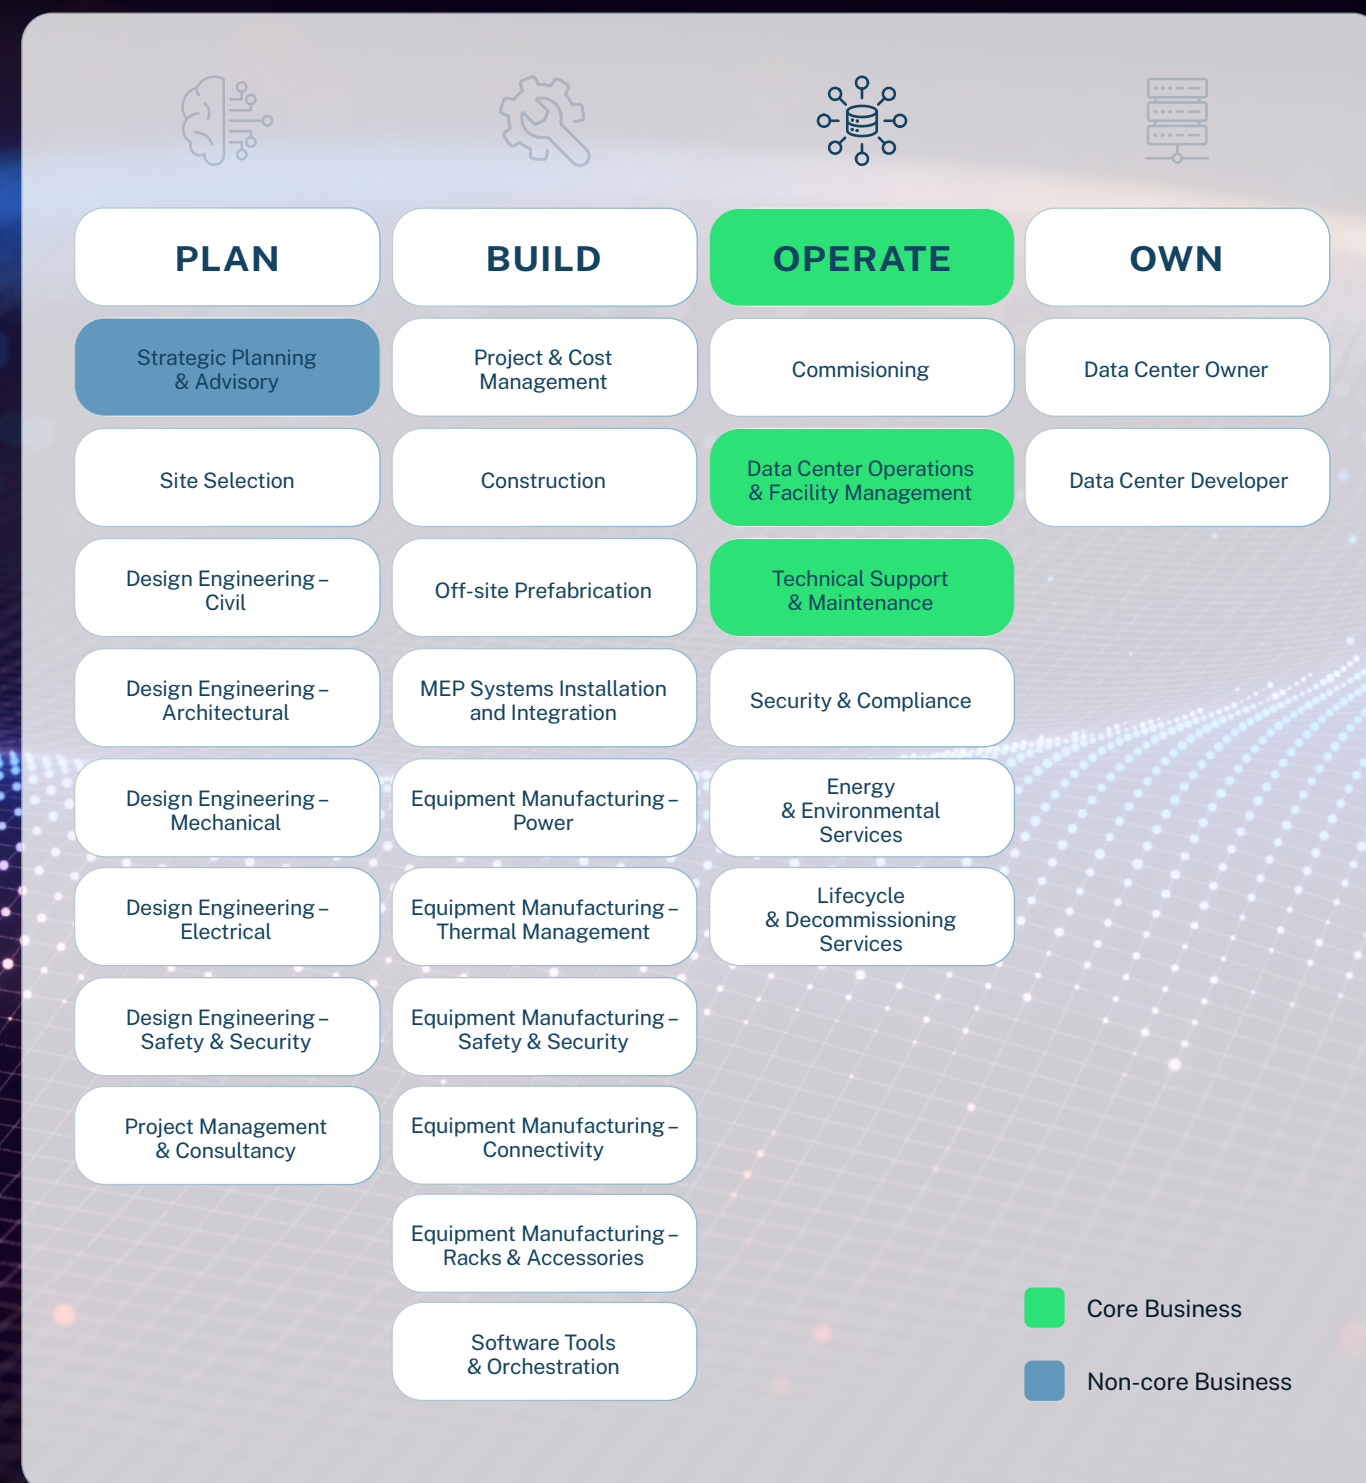 PLAN
Strategic Planning
& Advisory
Site Selection
Design Engineering –
Civil
Design Engineering –
Architectural
Design Engineering –
Mechanical
Design Engineering –
Electrical
Design Engineering –
Safety & Security
Project Management
& Consultancy
BUILD
Project & Cost
Management
Construction
Off-site Prefabrication
MEP Systems Installation
and Integration
Equipment Manufacturing –
Power
Equipment Manufacturing –
Thermal Management
Equipment Manufacturing –
Safety & Security
Equipment Manufacturing –
Connectivity
Equipment Manufacturing –
Racks & Accessories
Software Tools
& Orchestration
OPERATE
Commisioning
Data Center Operations
& Facility Management
Technical Support
& Maintenance
Security & Compliance
Energy
& Environmental
Services
Lifecycle
& Decommissioning
Services
OWN
Data Center Owner
Data Center Developer
Core Business
Non-core Business